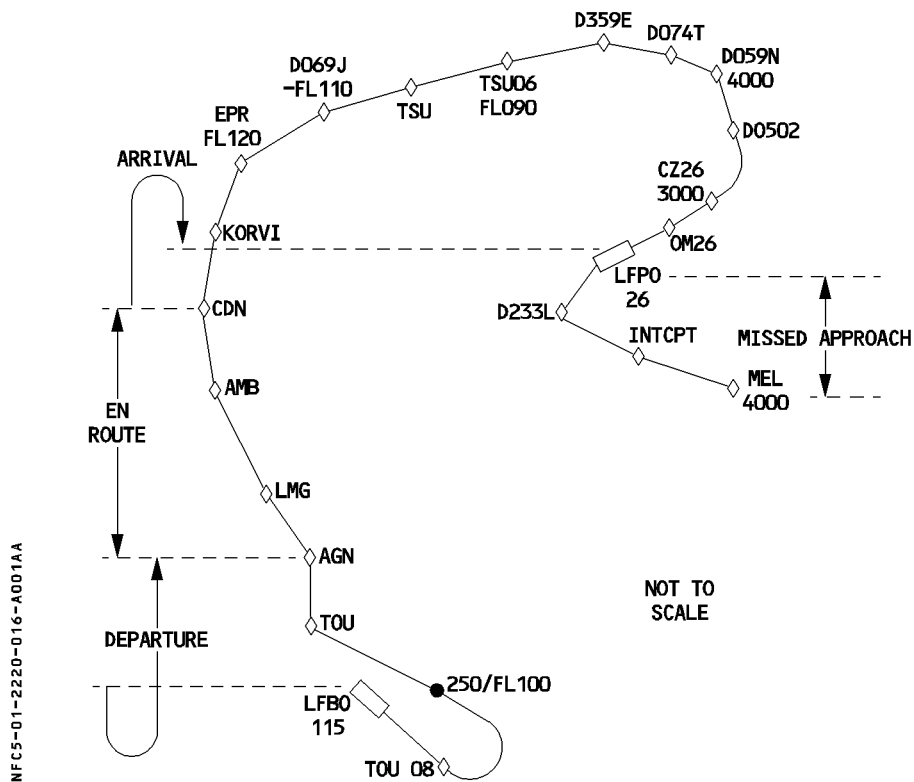 D359E
D074T
D059N
4000
D0502
D069J
-FL110
TSU
TSU06
FL090
EPR
FL120
ARRIVAL
KORVI
CZ26
3000
OM26
LFPO
26
CDN
D233L
INTCPT
MISSED APPROACH
MEL
4000
AMB
EN
ROUTE
LMG
AGN
NOT TO
SCALE
TOU
DEPARTURE
250/FL100
LFBO
115
TOU 08
NFC5-01-2220-016-A001AA